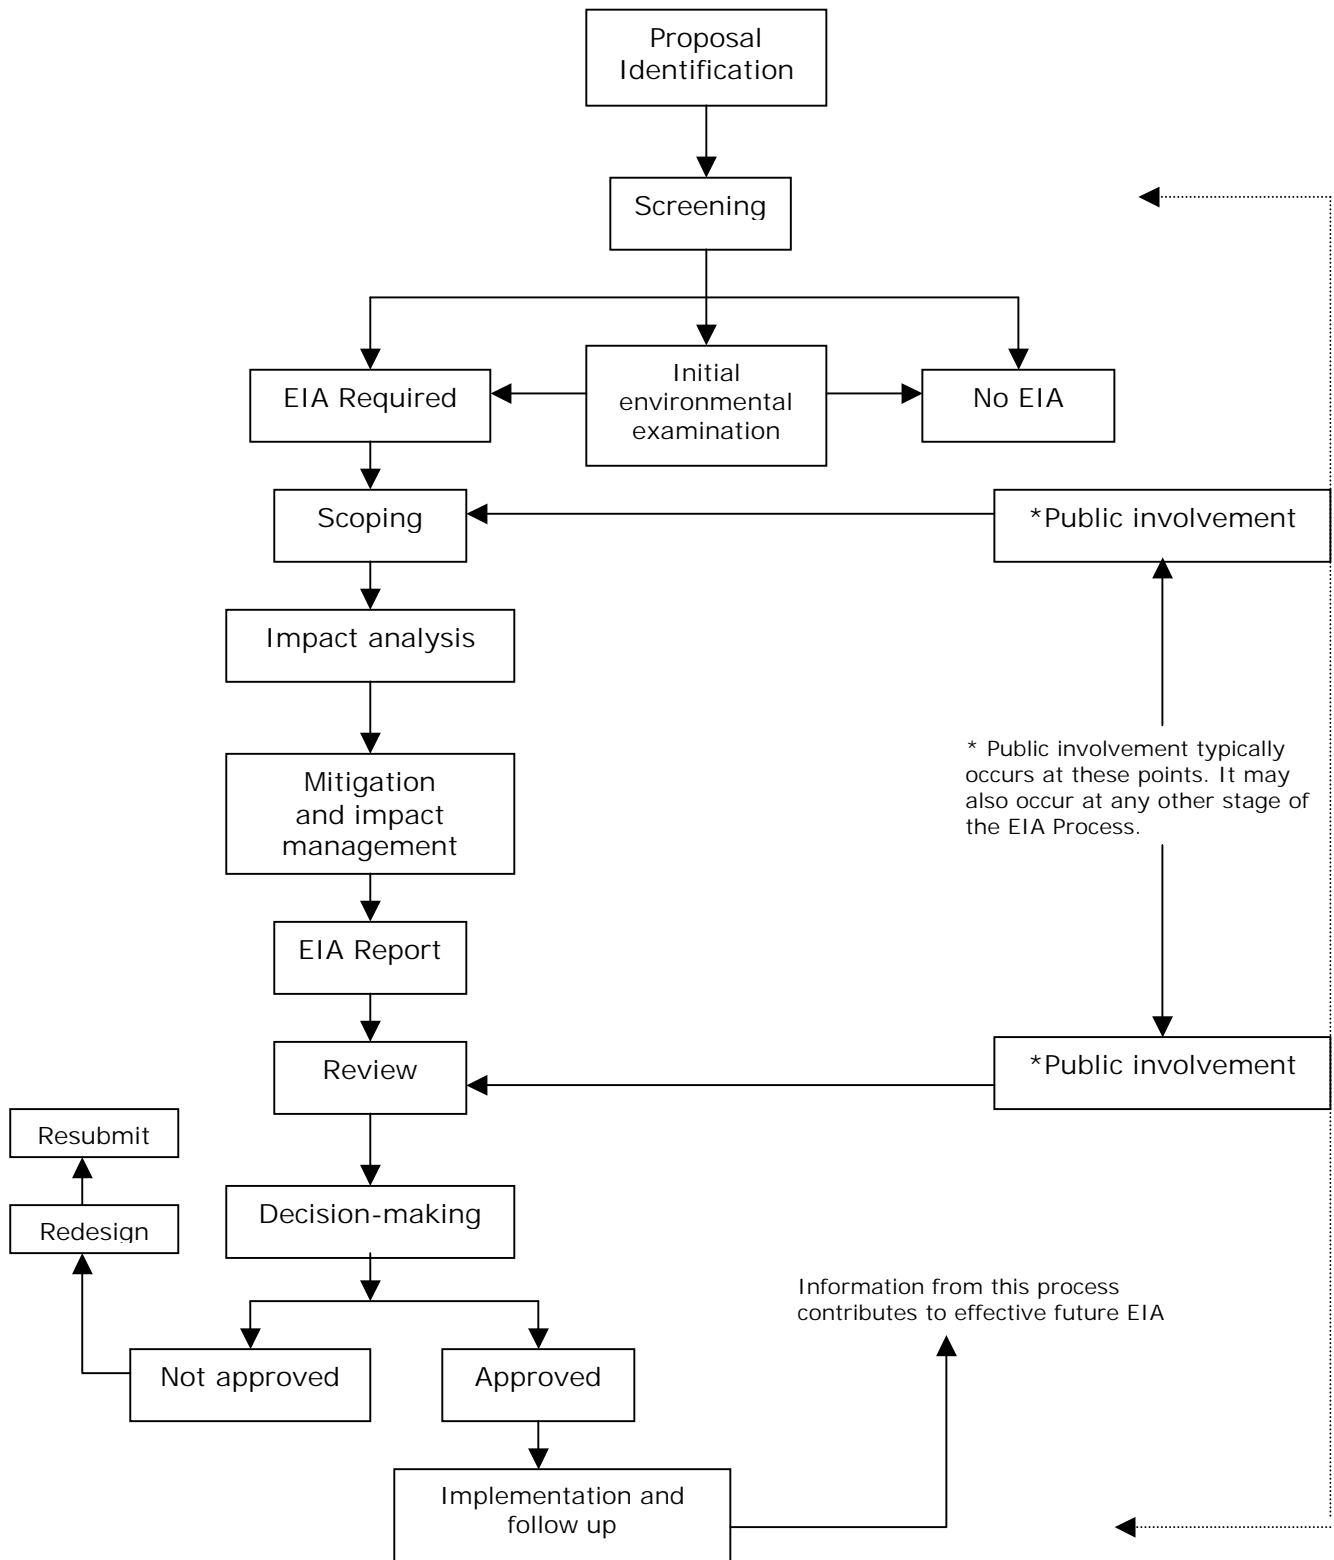 Proposal
Identification
Screening
EIA Required
Initial
environmental
examination
No EIA
Scoping
*Public involvement
Impact analysis
* Public involvement typically
occurs at these points. It may
also occur at any other stage of
the EIA Process.
Mitigation
and impact
management
EIA Report
Review
*Public involvement
Resubmit
Redesign
Decision-making
Information from this process
contributes to effective future EIA
Not approved
Approved
Implementation and
follow up